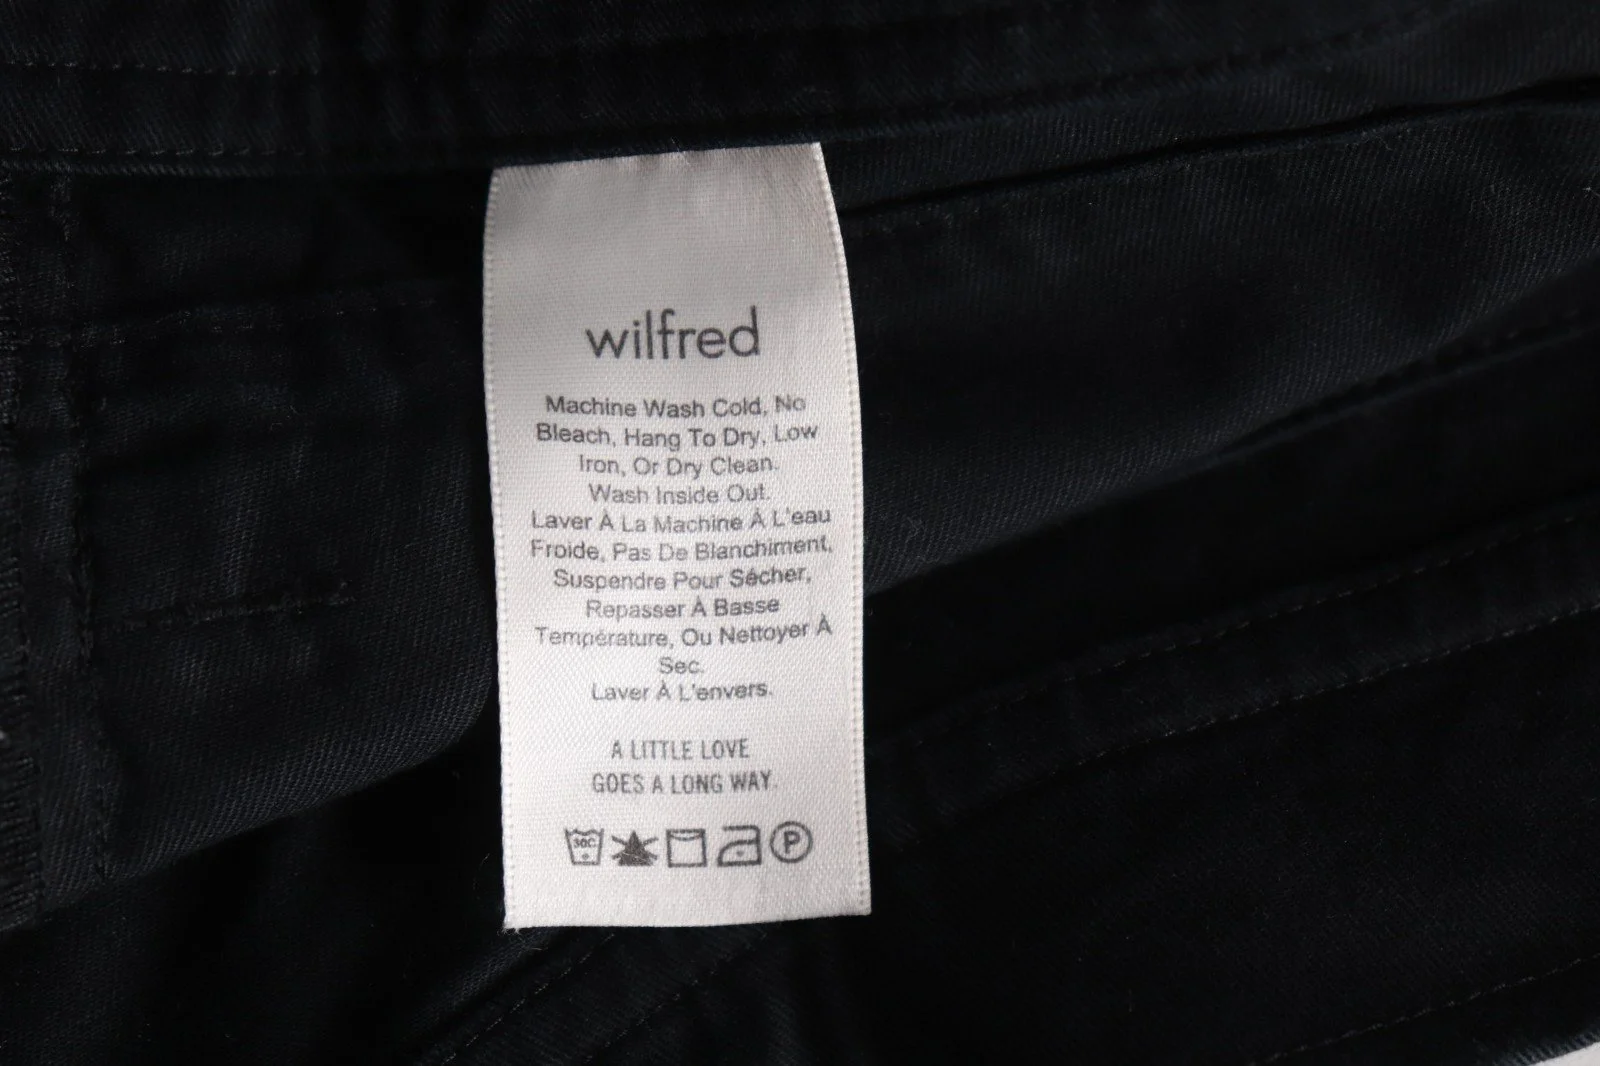 wilfred
Machine Wash Cold, No
Bleach, Hang To Dry, Low
Iron, Or Dry Clean.
Wash Inside Out.
Laver À La Machine À L'eau
Froide, Pas De Blanchiment,
Suspendre Pour Sécher,
Repasser À Basse
Température, Ou Nettoyer À
Sec.
Laver À L'envers.
A LITTLE LOVE
GOES A LONG WAY.
30C P